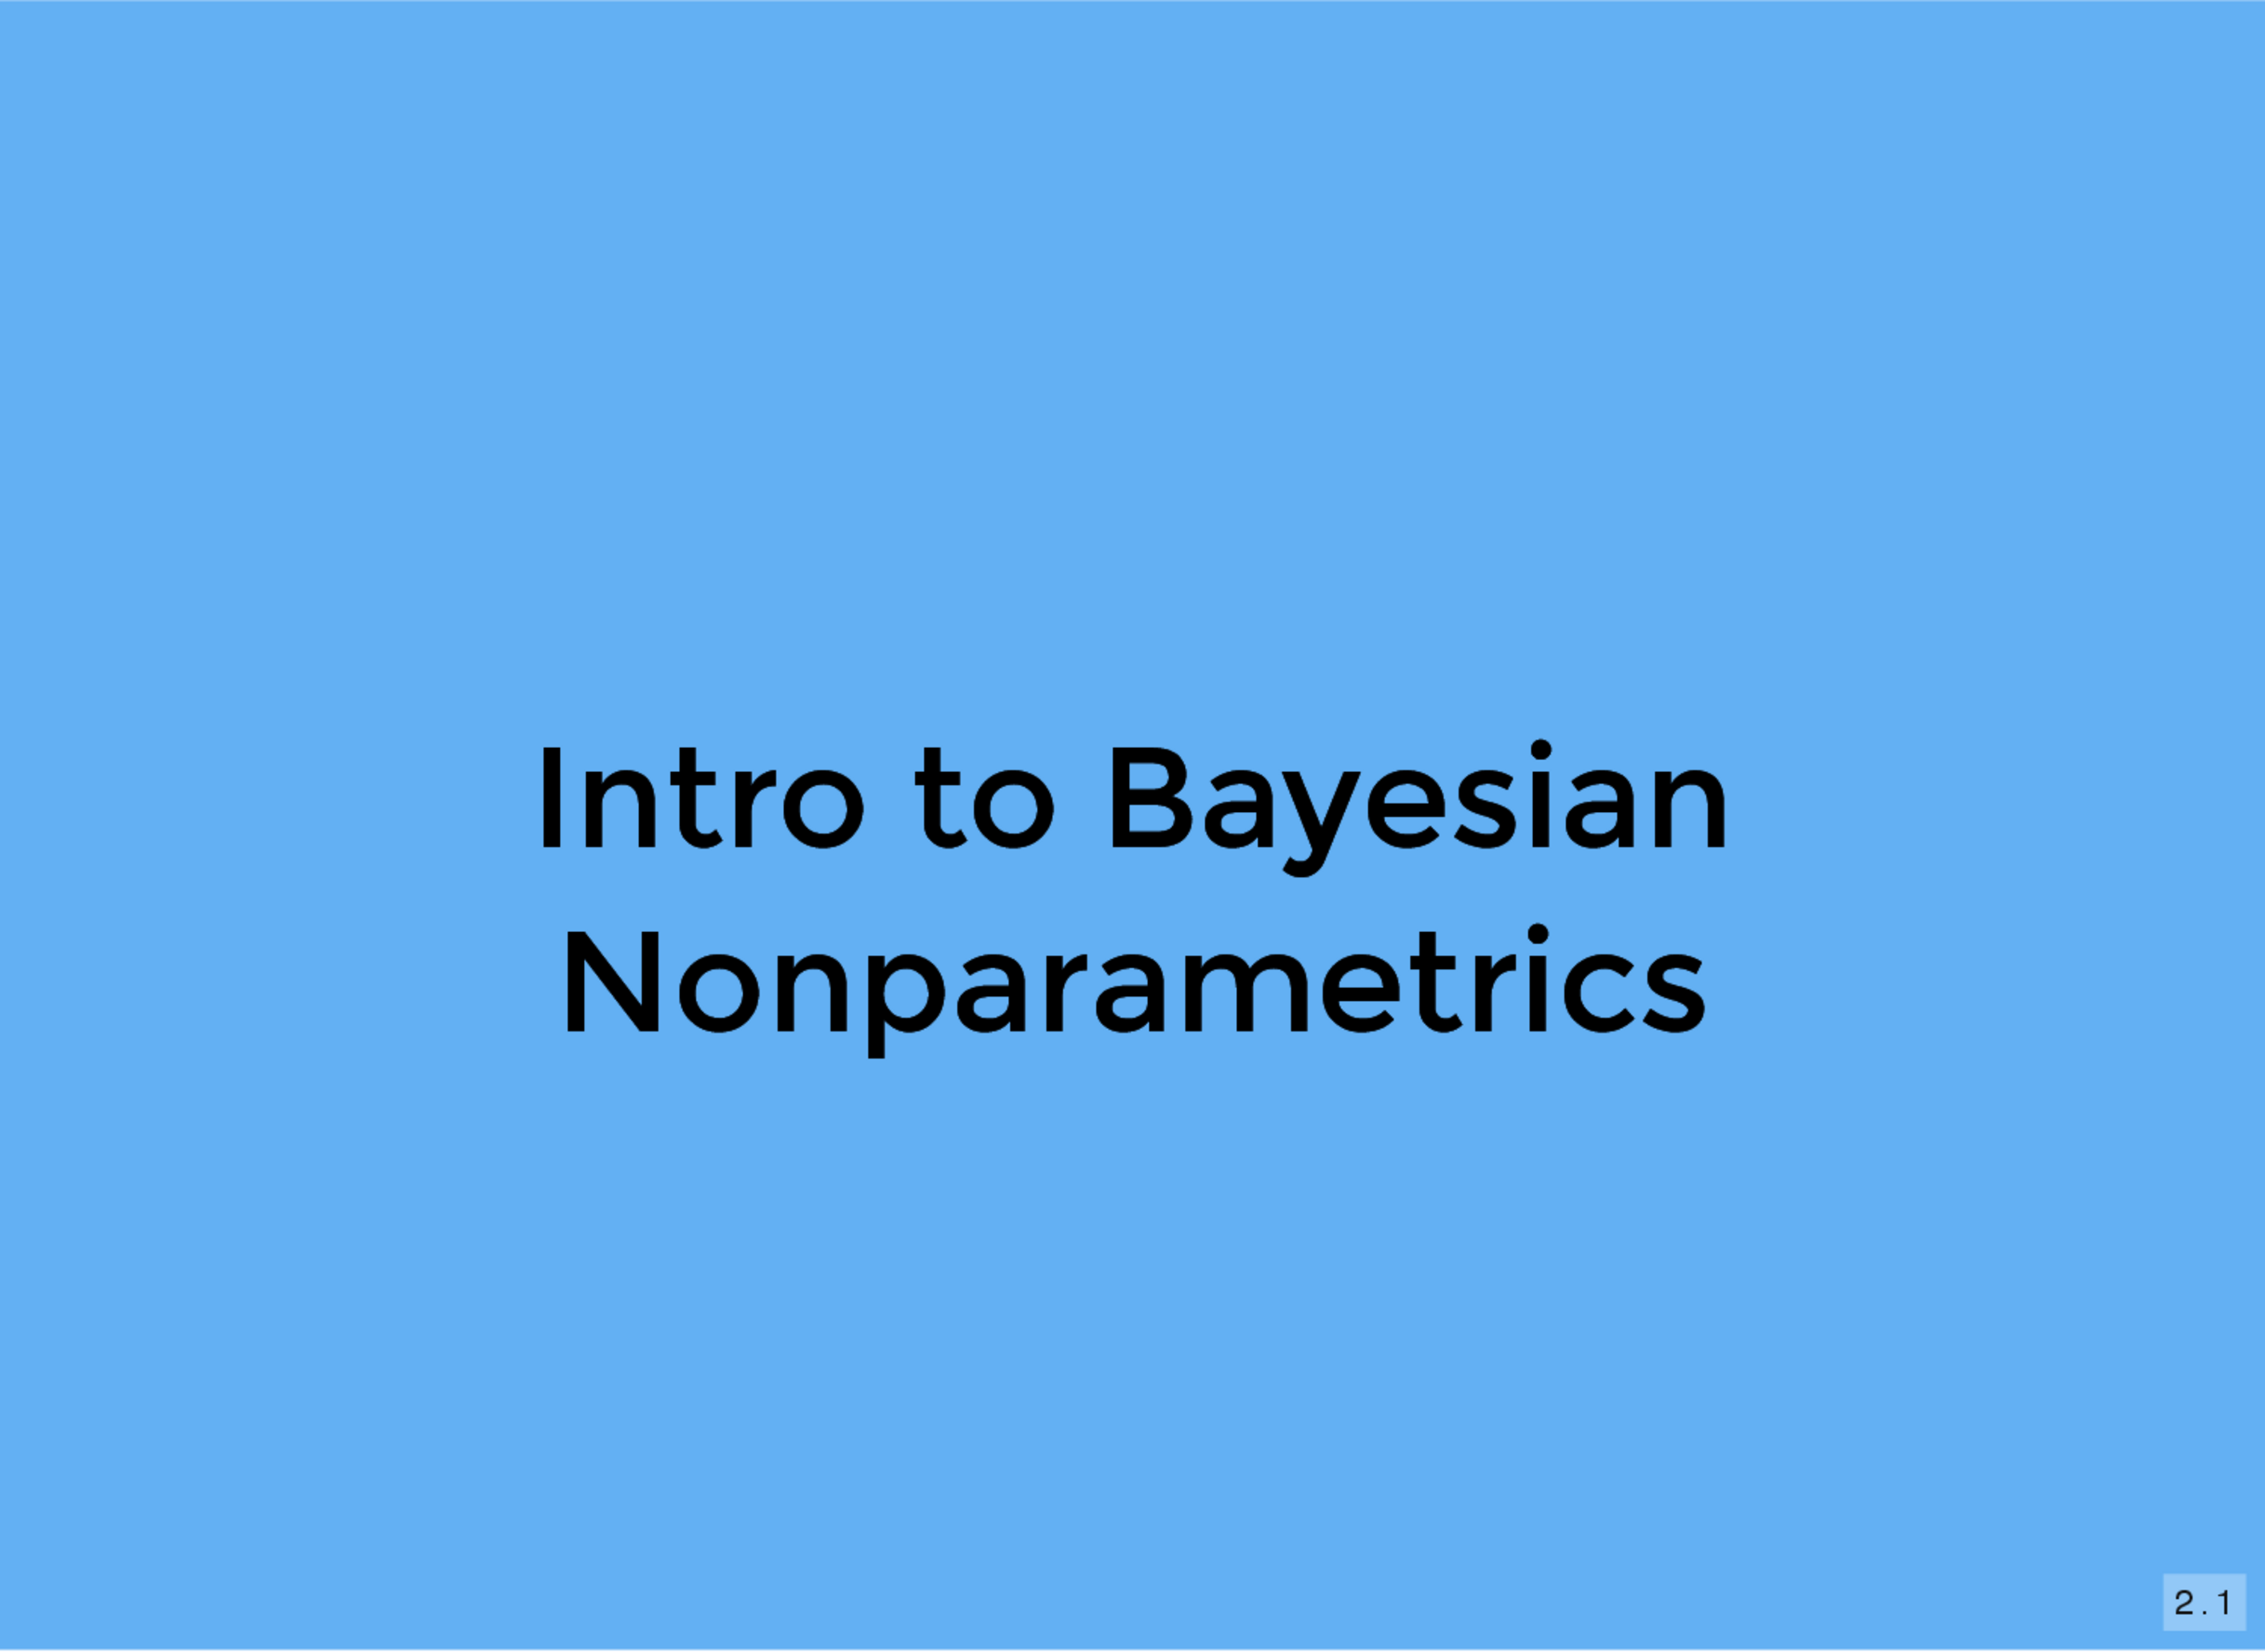 Intro to Bayesian
Nonparametrics
2.1